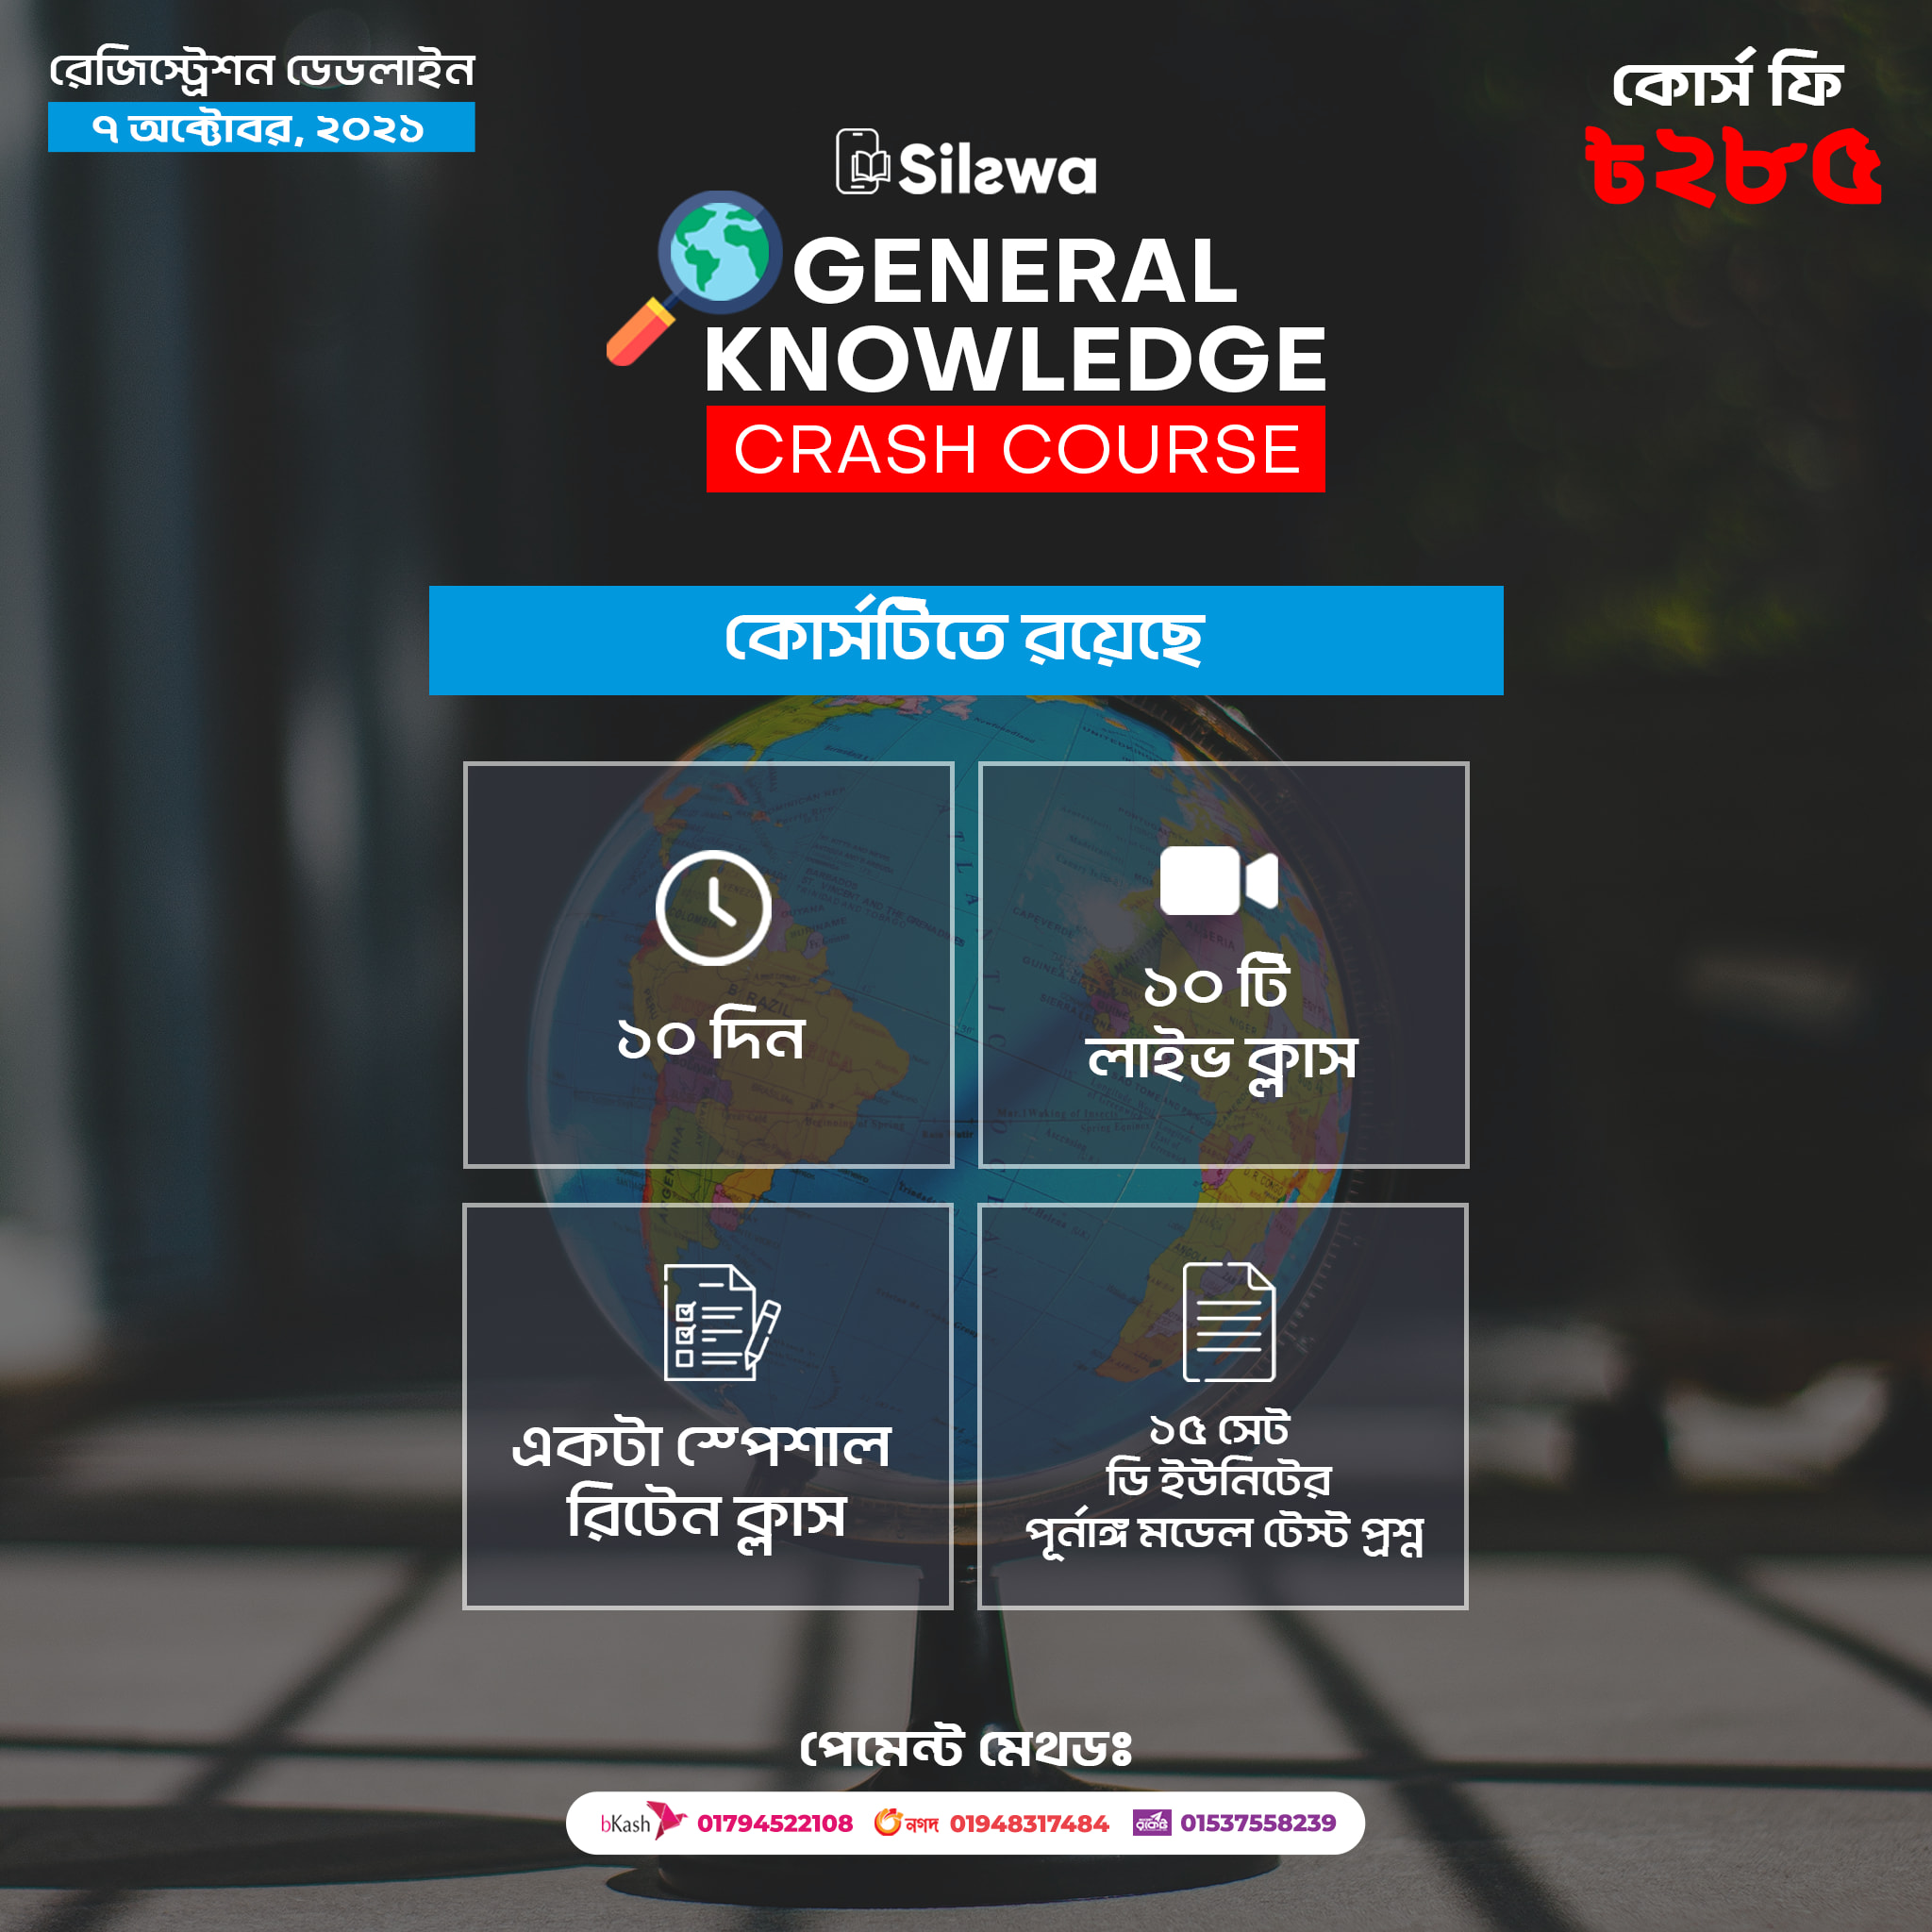 রেজিস্ট্রেশন ডেডলাইন
৭ অক্টোবর, ২০২১
কোর্স ফি
৳২৮৫
Silswa
GENERAL
KNOWLEDGE
CRASH COURSE
কোর্সটিতে রয়েছে
১০ দিন
১০ টি
লাইভ ক্লাস
একটা স্পেশাল
রিটেন ক্লাস
১৫ সেট
ডি ইউনিটের
পূর্নাঙ্গ মডেল টেস্ট প্রশ্ন
পেমেন্ট মেথডঃ
bKash 01794522108 নগদ 01948317484 রকেট 01537558239